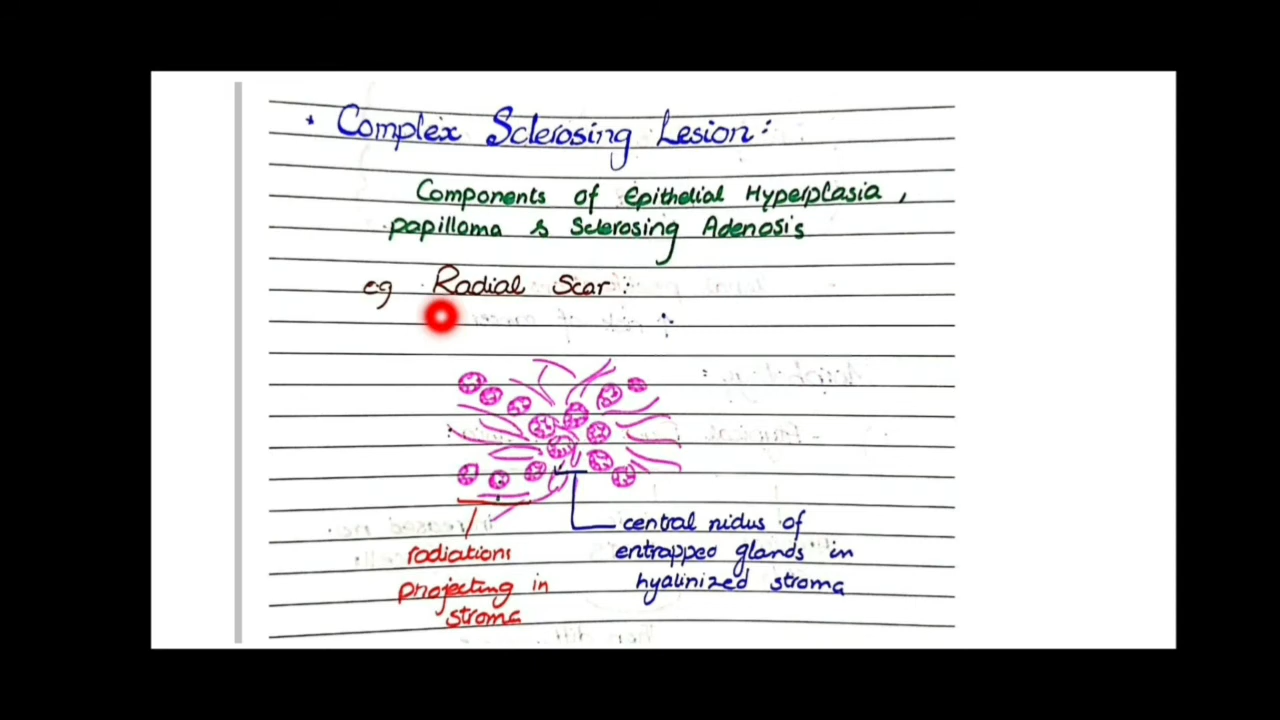 * Complex Sclerosing Lesion:
Components of Epithelial Hyperplasia,
papilloma & Sclerosing Adenosis
eg Radial Scar:
central nidus of
entrapped glands in
hyalinized stroma
radiations
projecting in
stroma